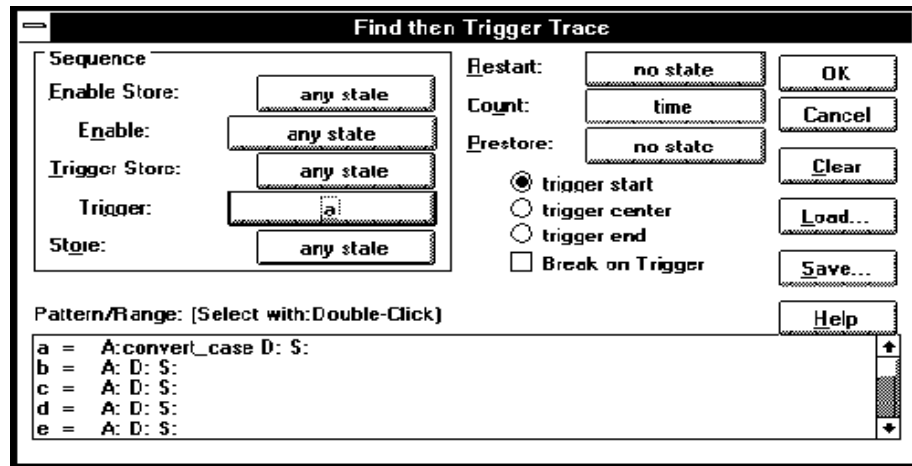 Find then Trigger Trace
Sequence
Enable Store: any state
Enable: any state
Trigger Store: any state
Trigger: a
Store: any state
Restart: no state
Count: time
Prestore: no state
trigger start
trigger center
trigger end
Break on Trigger
OK
Cancel
Clear
Load...
Save...
Help
Pattern/Range: (Select with:Double-Click)
a = A:convert_case D: S:
b = A: D: S:
c = A: D: S:
d = A: D: S:
e = A: D: S: